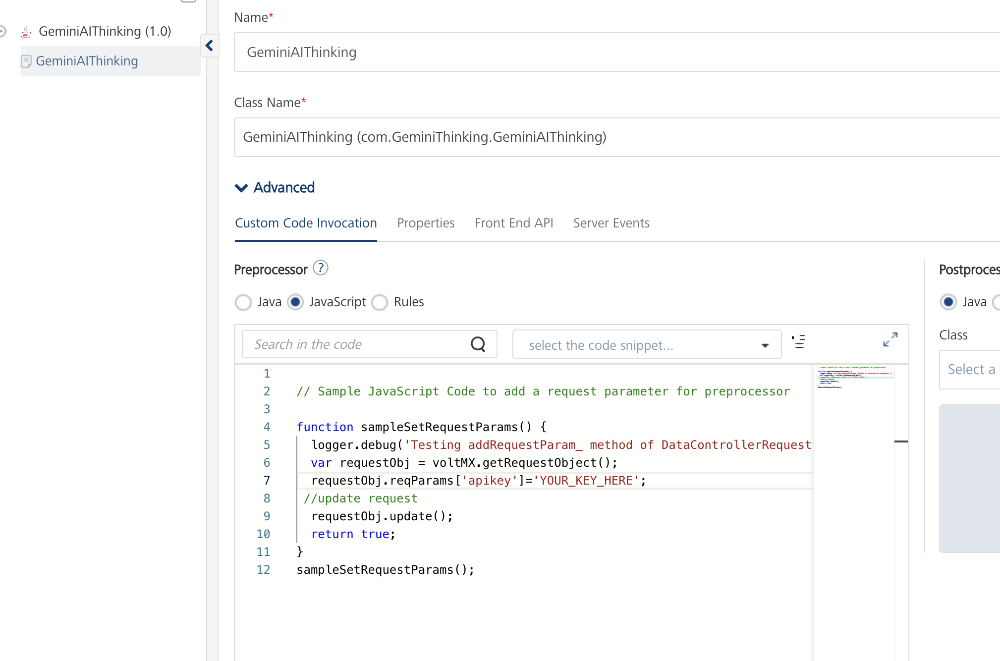 GeminiAIThinking (1.0)
GeminiAIThinking
Name*
GeminiAIThinking
Class Name*
GeminiAIThinking (com.GeminiThinking.GeminiAIThinking)
Advanced
Custom Code Invocation Properties Front End API Server Events
Preprocessor ?
Java JavaScript Rules
Search in the code
select the code snippet...
1
2 // Sample JavaScript Code to add a request parameter for preprocessor
3
4 function sampleSetRequestParams() {
5 logger.debug('Testing addRequestParam_ method of DataControllerRequest
6 var requestObj = voltMX.getRequestObject();
7 requestObj.reqParams['apikey']='YOUR_KEY_HERE';
8 //update request
9 requestObj.update();
10 return true;
11 }
12 sampleSetRequestParams();
Postproces
Java
Class
Select a